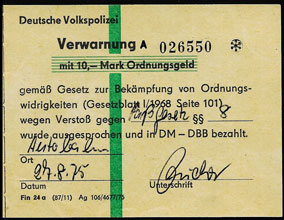 Deutsche Volkspolizei
Verwarnung A 026550
mit 10,— Mark Ordnungsgeld
gemäß Gesetz zur Bekämpfung von Ordnungs-
widrigkeiten (Gesetzblatt I/1968 Seite 101)
wegen Verstoß gegen §§ 8
wurde ausgesprochen und in DM – DBB bezahlt.
Ort
27.8.75
Datum Unterschrift
Fin 24 a (87/11) Ag 106/4677/75